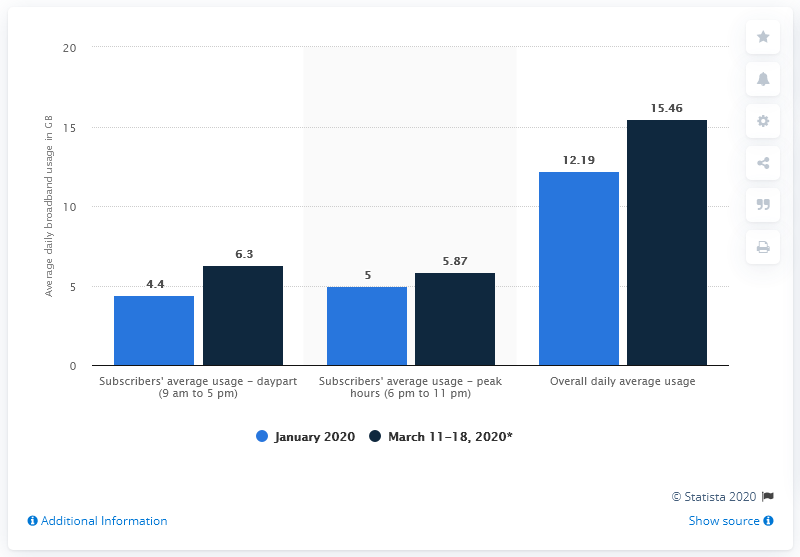 20
15
10
5
0
Average daily broadband usage in GB
4.4
6.3
5
5.87
12.19
15.46
Subscribers' average usage – daypart
(9 am to 5 pm)
Subscribers' average usage – peak
hours (6 pm to 11 pm)
Overall daily average usage
January 2020
March 11-18, 2020*
© Statista 2020
Additional Information
Show source